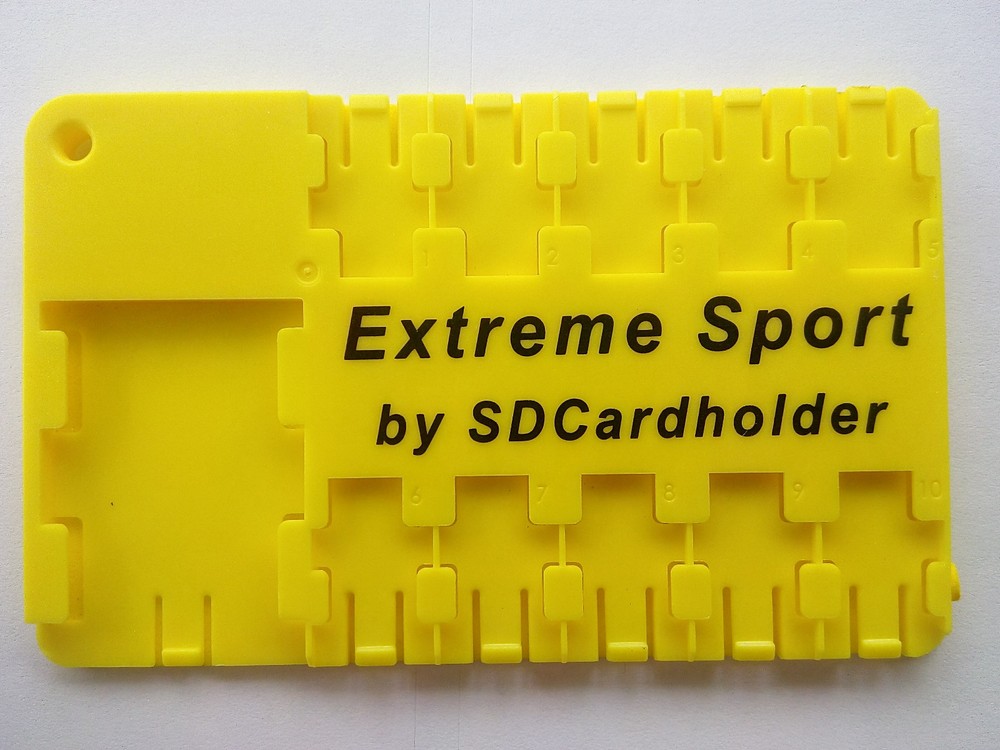 1 2 3 4 5
Extreme Sport
by SDCardholder
6 7 8 9 10